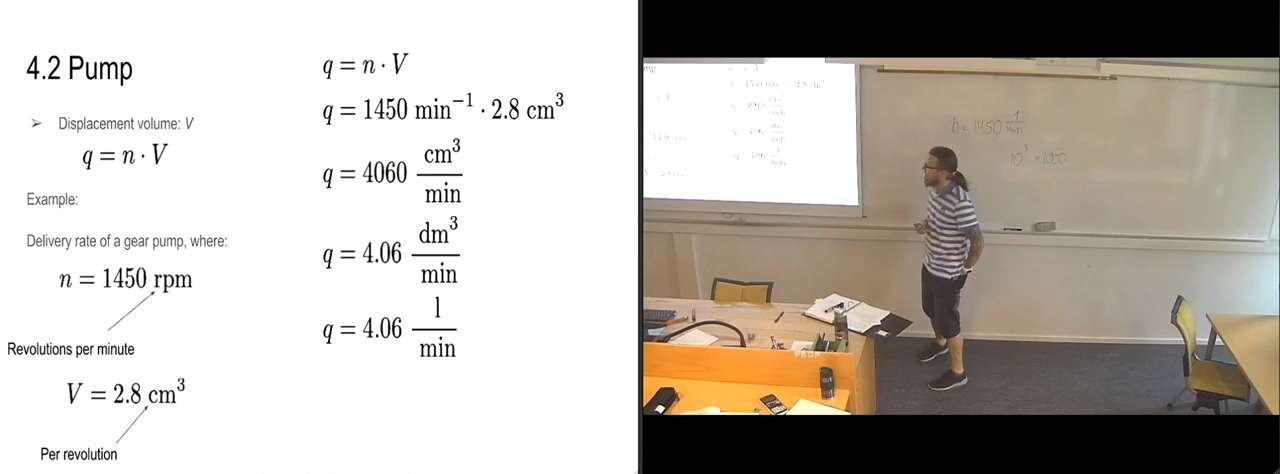 4.2 Pump
➢ Displacement volume: V
q = n · V
Example:
Delivery rate of a gear pump, where:
n = 1450 rpm
Revolutions per minute
V = 2.8 cm³
Per revolution
q = n · V
q = 1450 min⁻¹ · 2.8 cm³
q = 4060 cm³/min
q = 4.06 dm³/min
q = 4.06 l/min
n = 1450 1/min
10³ = 1000